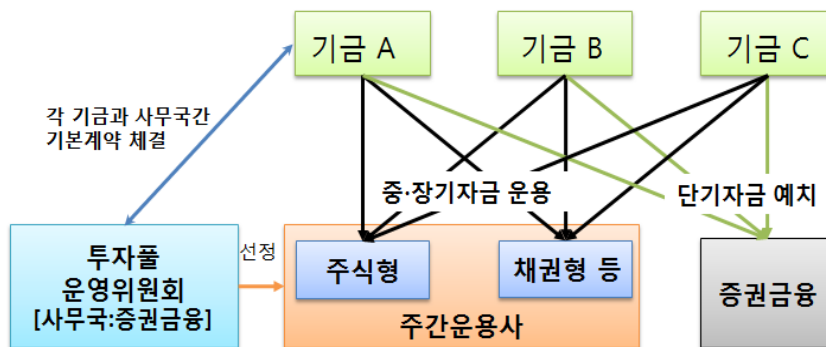 기금 A
기금 B
기금 C
각 기금과 사무국간
기본계약 체결
중·장기자금 운용
단기자금 예치
투자풀
운영위원회
[사무국:증권금융]
선정
주식형
채권형 등
증권금융
주간운용사